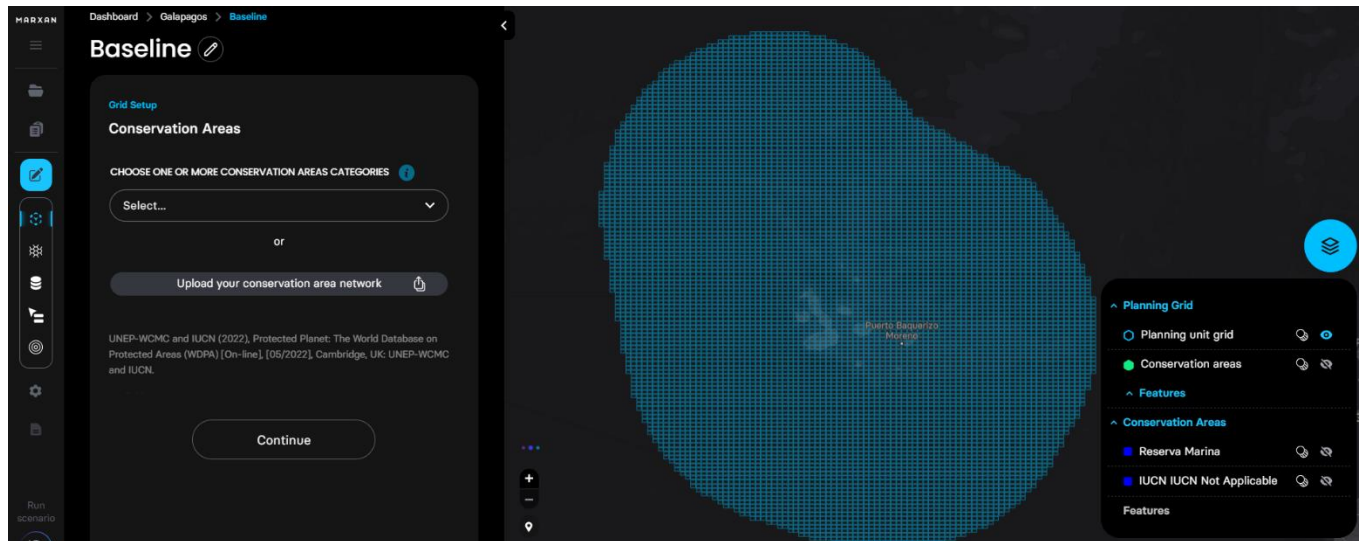 MARXAN
Dashboard > Galapagos > Baseline
Baseline
Grid Setup
Conservation Areas
CHOOSE ONE OR MORE CONSERVATION AREAS CATEGORIES i
Select...
or
Upload your conservation area network
UNEP-WCMC and IUCN (2022), Protected Planet: The World Database on
Protected Areas (WDPA) [On-line], [05/2022], Cambridge, UK: UNEP-WCMC
and IUCN.
Continue
Run
scenario
Puerto Baquerizo
Moreno
Planning Grid
Planning unit grid
Conservation areas
Features
Conservation Areas
Reserva Marina
IUCN IUCN Not Applicable
Features